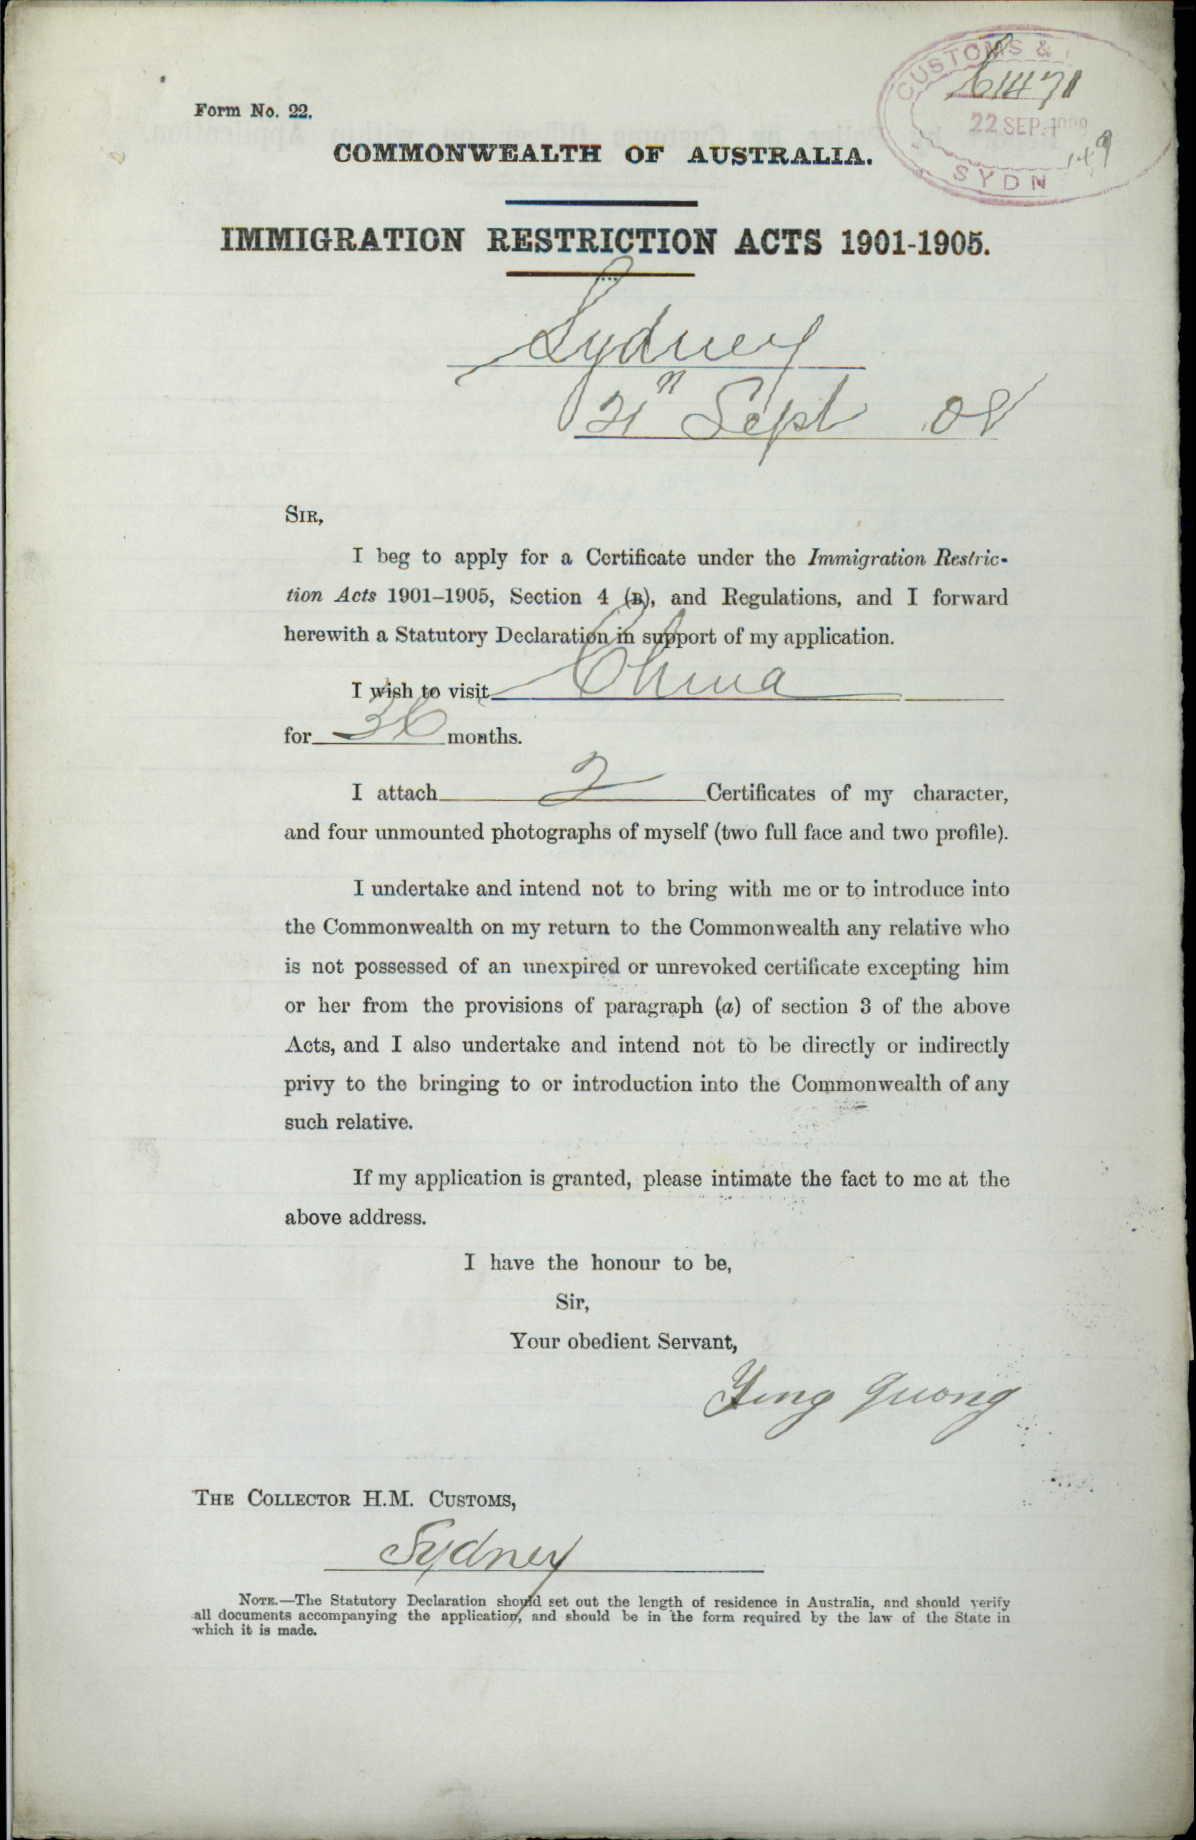 Form No. 22.
CUSTOMS &
22 SEP. 1908
SYDN
149
COMMONWEALTH OF AUSTRALIA.
IMMIGRATION RESTRICTION ACTS 1901-1905.
Sydney
21st Sept 08
SIR,
I beg to apply for a Certificate under the Immigration Restric-
tion Acts 1901–1905, Section 4 (B), and Regulations, and I forward
herewith a Statutory Declaration in support of my application.
I wish to visit China
for 36 months.
I attach 2 Certificates of my character,
and four unmounted photographs of myself (two full face and two profile).
I undertake and intend not to bring with me or to introduce into
the Commonwealth on my return to the Commonwealth any relative who
is not possessed of an unexpired or unrevoked certificate excepting him
or her from the provisions of paragraph (a) of section 3 of the above
Acts, and I also undertake and intend not to be directly or indirectly
privy to the bringing to or introduction into the Commonwealth of any
such relative.
If my application is granted, please intimate the fact to me at the
above address.
I have the honour to be,
Sir,
Your obedient Servant,
Yung Quong
THE COLLECTOR H.M. CUSTOMS,
Sydney
NOTE.—The Statutory Declaration should set out the length of residence in Australia, and should verify
all documents accompanying the application, and should be in the form required by the law of the State in
which it is made.